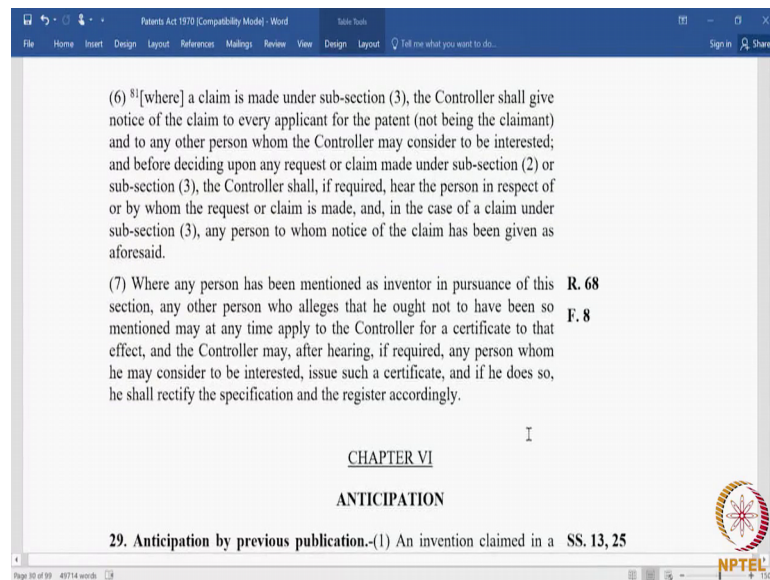 Patents Act 1970 [Compatibility Mode] - Word
Table Tools
File Home Insert Design Layout References Mailings Review View Design Layout Tell me what you want to do... Sign in Share
(6) 81[where] a claim is made under sub-section (3), the Controller shall give
notice of the claim to every applicant for the patent (not being the claimant)
and to any other person whom the Controller may consider to be interested;
and before deciding upon any request or claim made under sub-section (2) or
sub-section (3), the Controller shall, if required, hear the person in respect of
or by whom the request or claim is made, and, in the case of a claim under
sub-section (3), any person to whom notice of the claim has been given as
aforesaid.
(7) Where any person has been mentioned as inventor in pursuance of this R. 68
section, any other person who alleges that he ought not to have been so
mentioned may at any time apply to the Controller for a certificate to that F. 8
effect, and the Controller may, after hearing, if required, any person whom
he may consider to be interested, issue such a certificate, and if he does so,
he shall rectify the specification and the register accordingly.
CHAPTER VI
ANTICIPATION
29. Anticipation by previous publication.-(1) An invention claimed in a SS. 13, 25
NPTEL
Page 30 of 99 49714 words